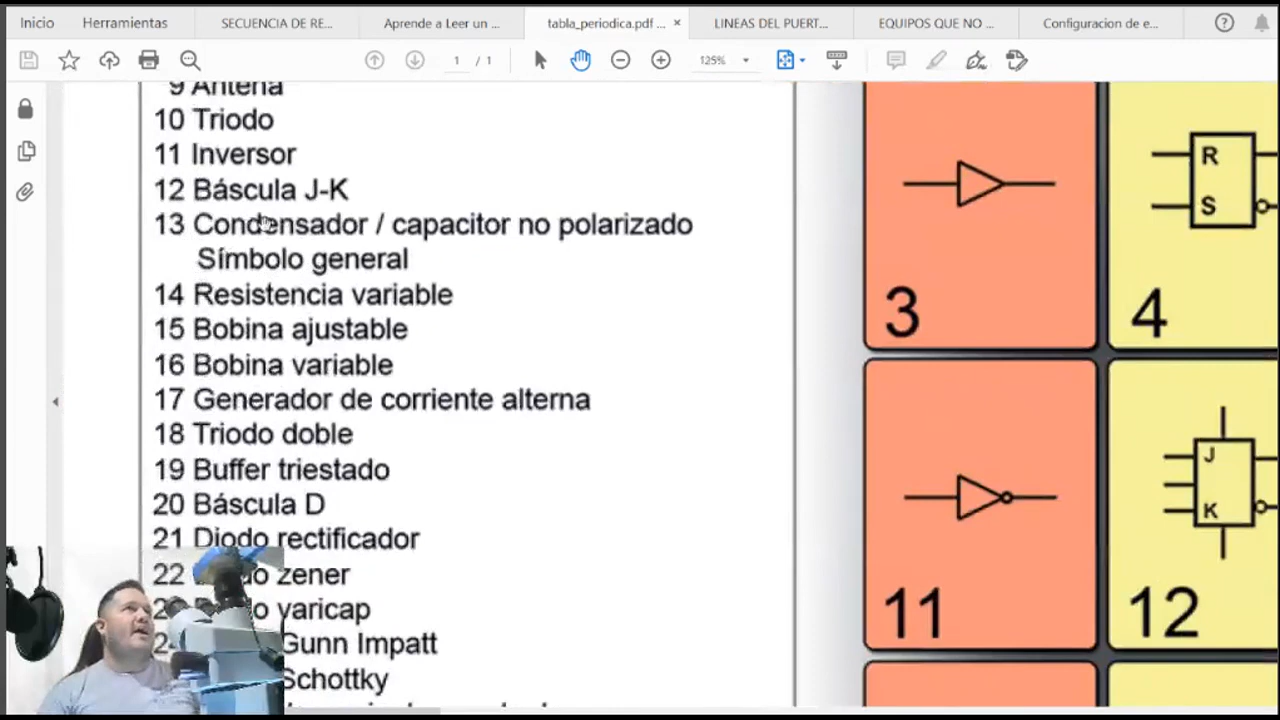 Inicio
Herramientas
SECUENCIA DE RE...
Aprende a Leer un ...
tabla_periodica.pdf ...
LINEAS DEL PUERT...
EQUIPOS QUE NO ...
Configuracion de e...
1 / 1
125%
9 Antena
10 Triodo
11 Inversor
12 Báscula J-K
13 Condensador / capacitor no polarizado
Símbolo general
14 Resistencia variable
15 Bobina ajustable
16 Bobina variable
17 Generador de corriente alterna
18 Triodo doble
19 Buffer triestado
20 Báscula D
21 Diodo rectificador
22 zener
varicap
Gunn Impatt
Schottky
R
S
3
4
J
K
11
12